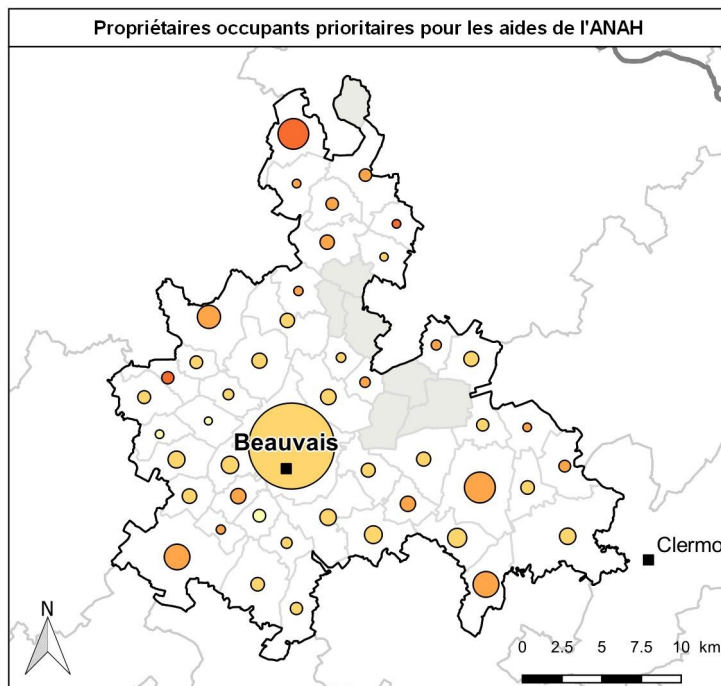 Propriétaires occupants prioritaires pour les aides de l'ANAH
Beauvais
Clermo
N
0 2.5 5 7.5 10 km